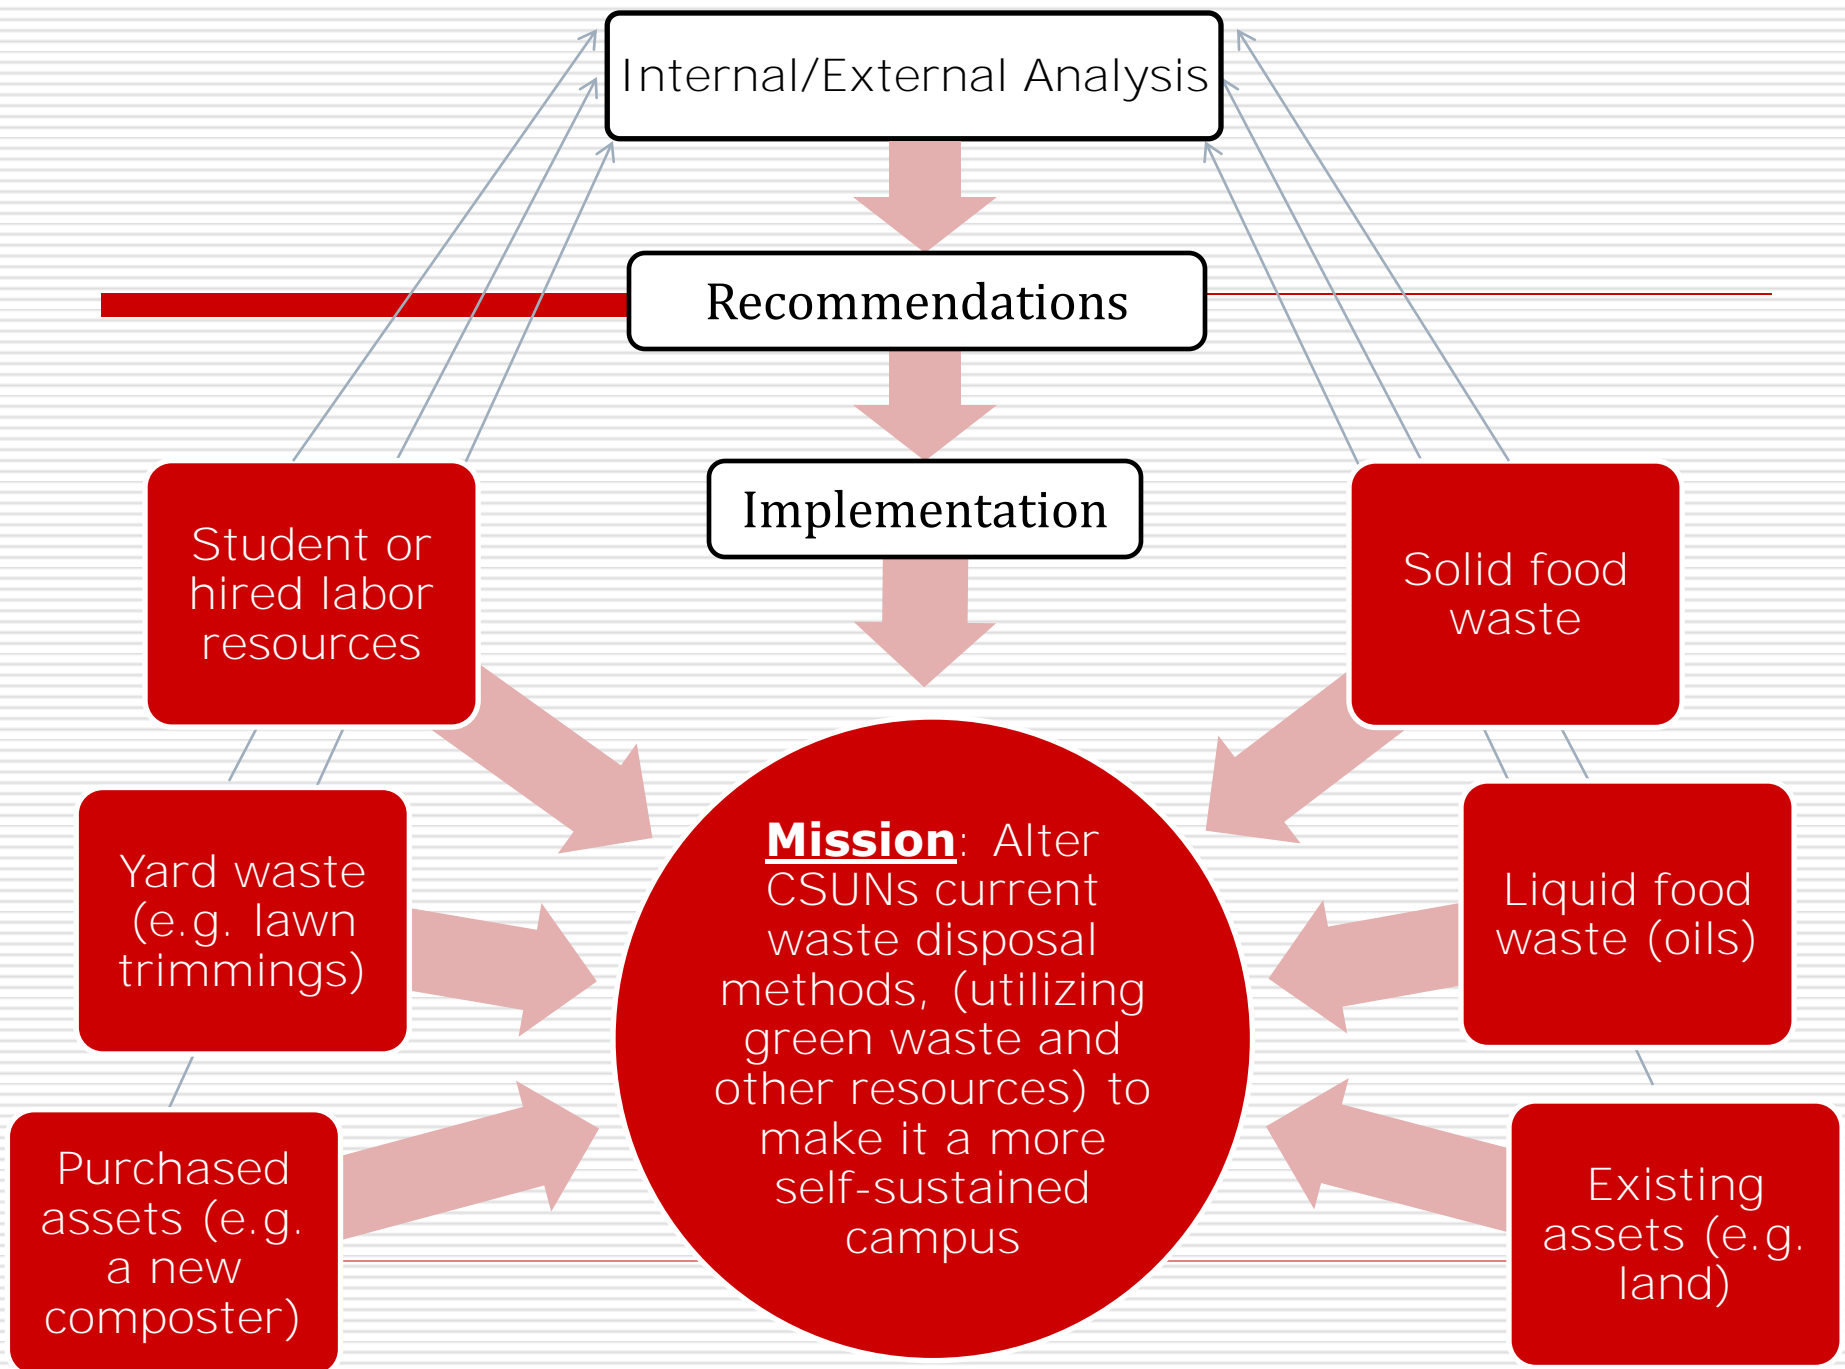 Internal/External Analysis
Recommendations
Implementation
Student or
hired labor
resources
Solid food
waste
Yard waste
(e.g. lawn
trimmings)
Mission: Alter
CSUNs current
waste disposal
methods, (utilizing
green waste and
other resources) to
make it a more
self-sustained
campus
Liquid food
waste (oils)
Purchased
assets (e.g.
a new
composter)
Existing
assets (e.g.
land)